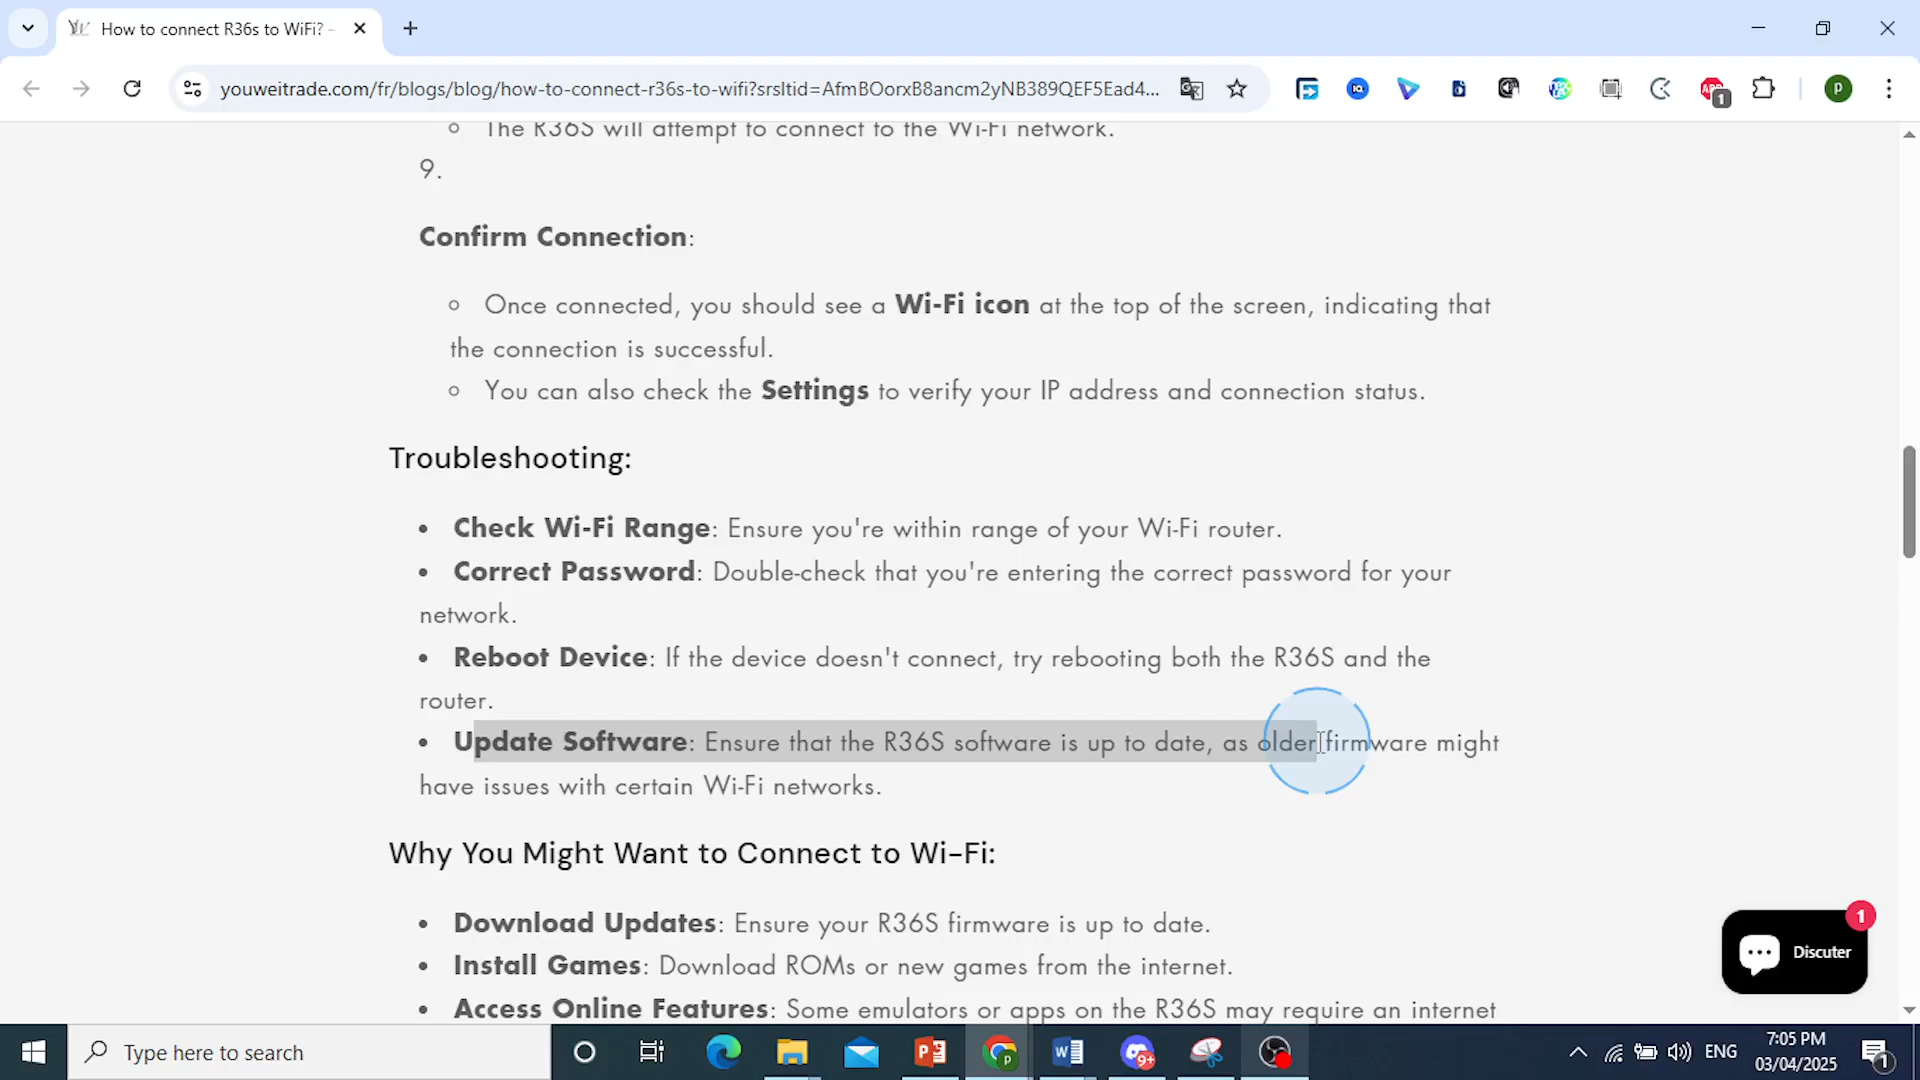 How to connect R36s to WiFi? -
youweitrade.com/fr/blogs/blog/how-to-connect-r36s-to-wifi?srsltid=AfmBOorxB8ancm2yNB389QEF5Ead4...
1
P
The R36S will attempt to connect to the Wi-Fi network.
9.
Confirm Connection:
Once connected, you should see a Wi-Fi icon at the top of the screen, indicating that
the connection is successful.
You can also check the Settings to verify your IP address and connection status.
Troubleshooting:
Check Wi-Fi Range: Ensure you're within range of your Wi-Fi router.
Correct Password: Double-check that you're entering the correct password for your
network.
Reboot Device: If the device doesn't connect, try rebooting both the R36S and the
router.
Update Software: Ensure that the R36S software is up to date, as older firmware might
have issues with certain Wi-Fi networks.
Why You Might Want to Connect to Wi-Fi:
Download Updates: Ensure your R36S firmware is up to date.
Install Games: Download ROMs or new games from the internet.
Access Online Features: Some emulators or apps on the R36S may require an internet
1
Discuter
Type here to search
9+
ENG
7:05 PM
03/04/2025
1